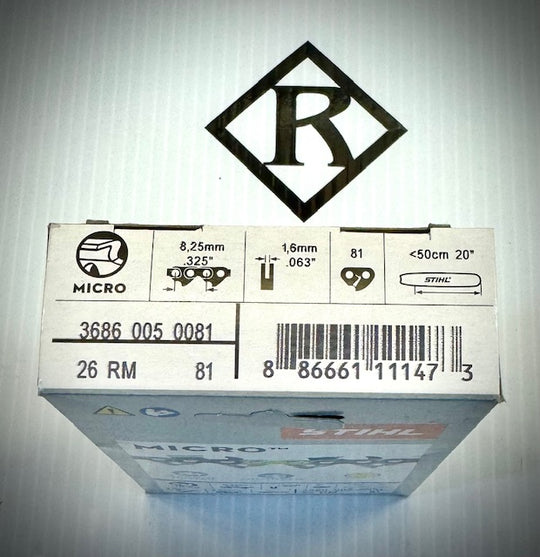 R
8,25mm
.325"
1,6mm
.063"
81
<50cm 20"
STIHL
MICRO
3686 005 0081
26 RM 81
8 86661 11147 3
STIHL
MICRO™